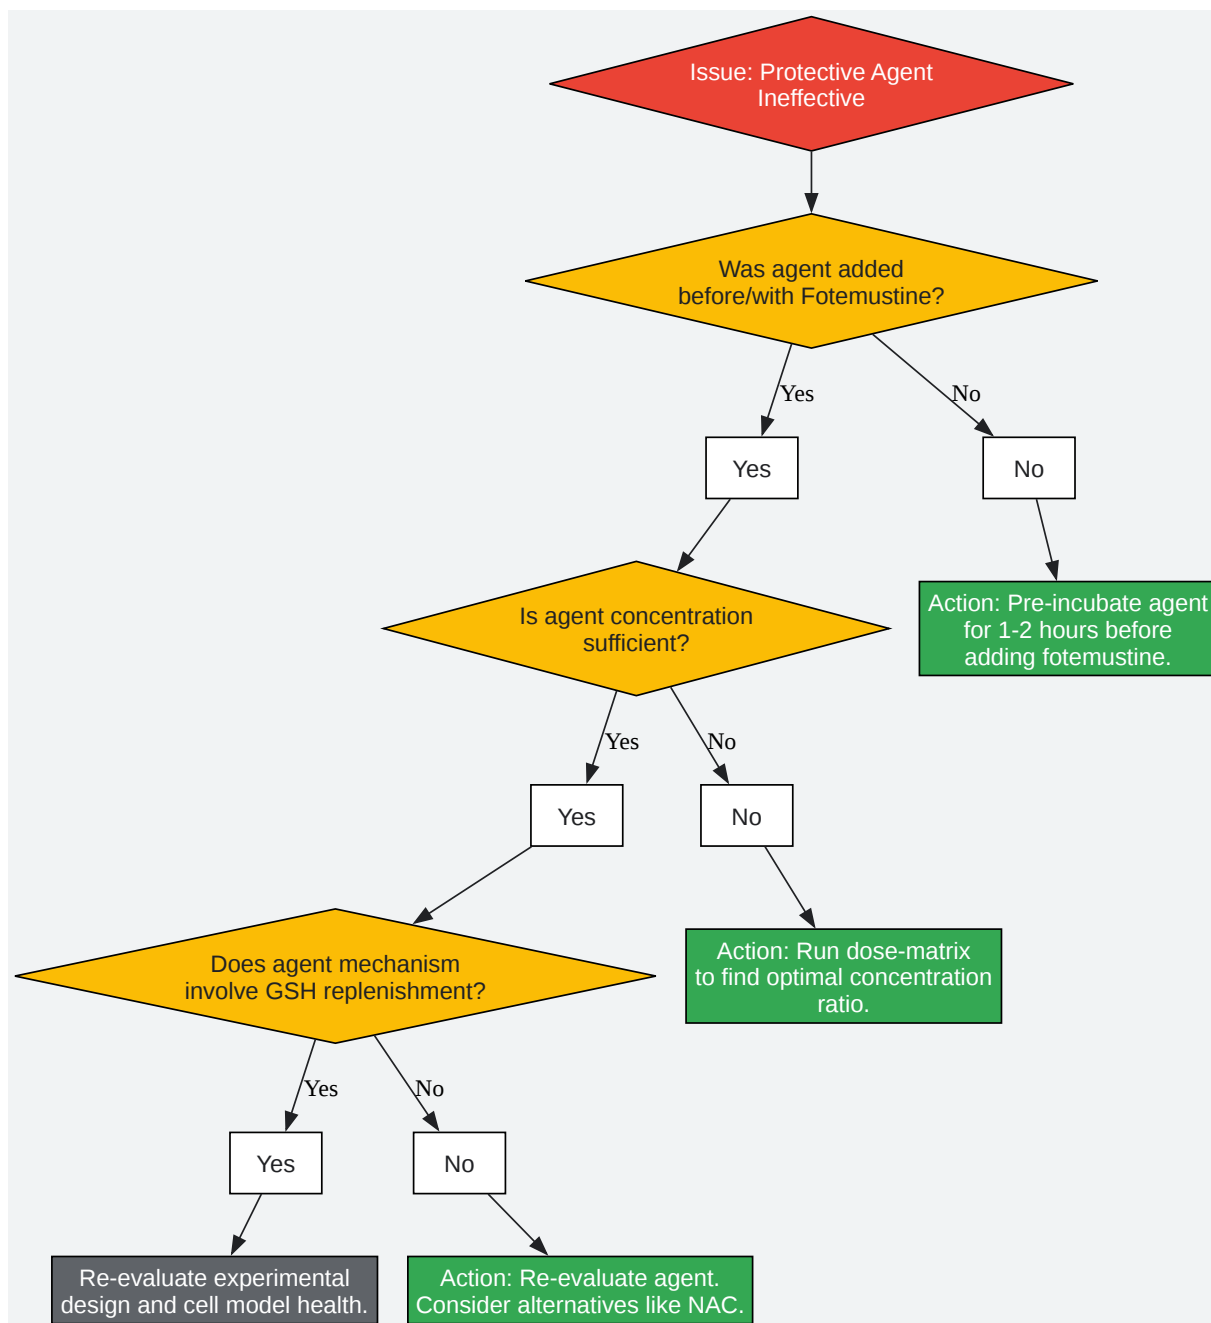 Issue: Protective Agent
Ineffective
Was agent added
before/with Fotemustine?
Yes
No
Yes
No
Is agent concentration
sufficient?
Action: Pre-incubate agent
for 1-2 hours before
adding fotemustine.
Yes
No
Yes
No
Does agent mechanism
involve GSH replenishment?
Action: Run dose-matrix
to find optimal concentration
ratio.
Yes
No
Yes
No
Re-evaluate experimental
design and cell model health.
Action: Re-evaluate agent.
Consider alternatives like NAC.